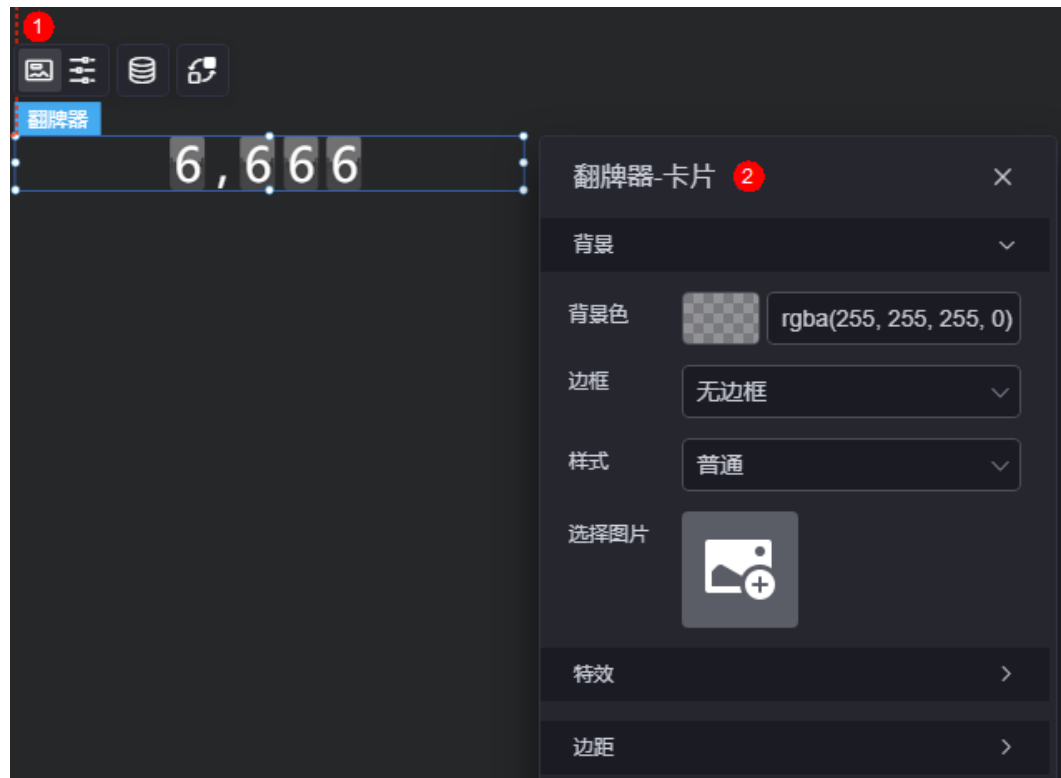 1
翻牌器
6,666
翻牌器-卡片 2
背景
背景色 rgba(255, 255, 255, 0)
边框 无边框
样式 普通
选择图片
特效
边距